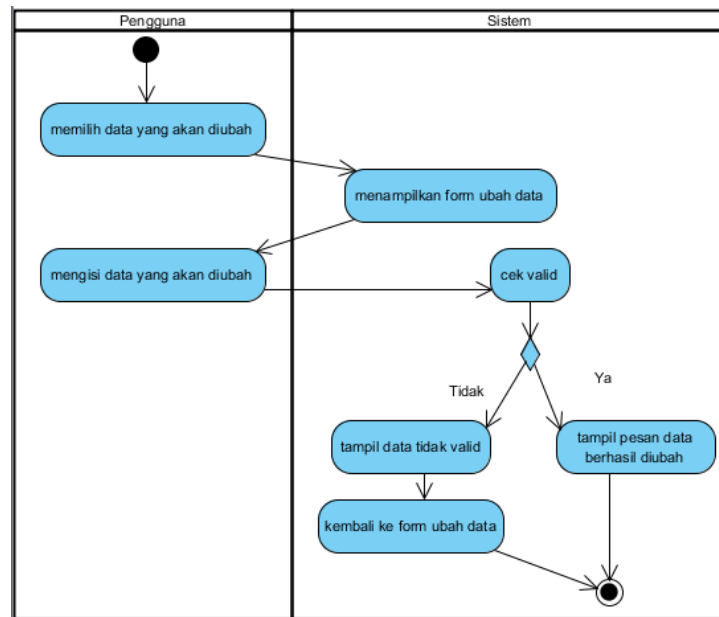 Pengguna
Sistem
memilih data yang akan diubah
menampilkan form ubah data
mengisi data yang akan diubah
cek valid
Tidak
Ya
tampil data tidak valid
tampil pesan data
berhasil diubah
kembali ke form ubah data